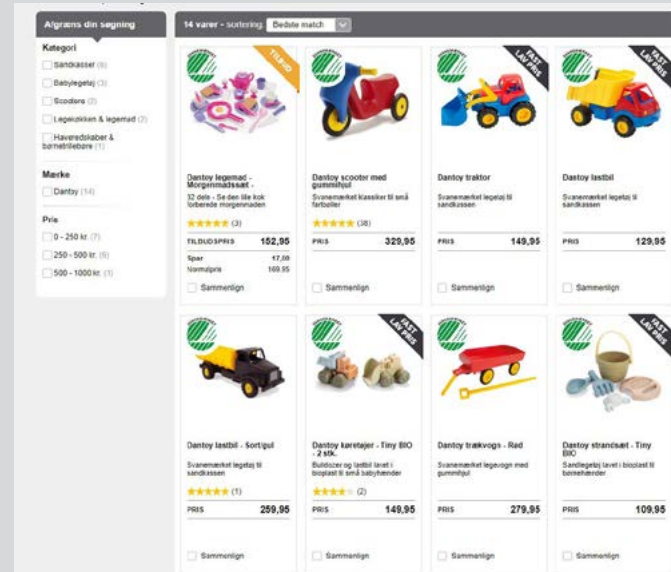 Afgræns din søgning
14 varer - sortering: Bedste match
Kategori
Sandkasser
Babylegetøj (3)
Scootere (2)
Legekøkken & legemad (2)
Haveredskaber &
børnetrillebøre (1)
Mærke
Dantoy (14)
Pris
0 - 250 kr. (7)
250 - 500 kr. (6)
500 - 1000 kr. (1)
TILBUD
Dantoy legemad -
Morgenmadssæt -
32 dele - Se den lille kok
forberede morgenmaden
(3)
TILBUDSPRIS 152,95
Spar 17,00
Normalpris 169,95
Sammenlign
Dantoy scooter med
gummihjul
Svanemærket klassiker til små
fartbøller
(38)
PRIS 329,95
Sammenlign
FAST
LAV PRIS
Dantoy traktor
Svanemærket legetøj til
sandkassen
PRIS 149,95
Sammenlign
FAST
LAV PRIS
Dantoy lastbil
Svanemærket legetøj til
sandkassen
PRIS 129,95
Sammenlign
Dantoy lastbil - Sort/gul
Svanemærket legetøj til
sandkassen
(1)
PRIS 259,95
Sammenlign
FAST
LAV PRIS
Dantoy køretøjer - Tiny BIO
- 2 stk.
Buldozer og lastbil lavet i
bioplast til små babyhænder
(2)
PRIS 149,95
Sammenlign
Dantoy trækvogn - Rød
Svanemærket legevogn med
gummihjul
PRIS 279,95
Sammenlign
FAST
LAV PRIS
Dantoy strandsæt - Tiny
BIO
Sandlegetøj lavet i bioplast til
børnehænder
PRIS 109,95
Sammenlign